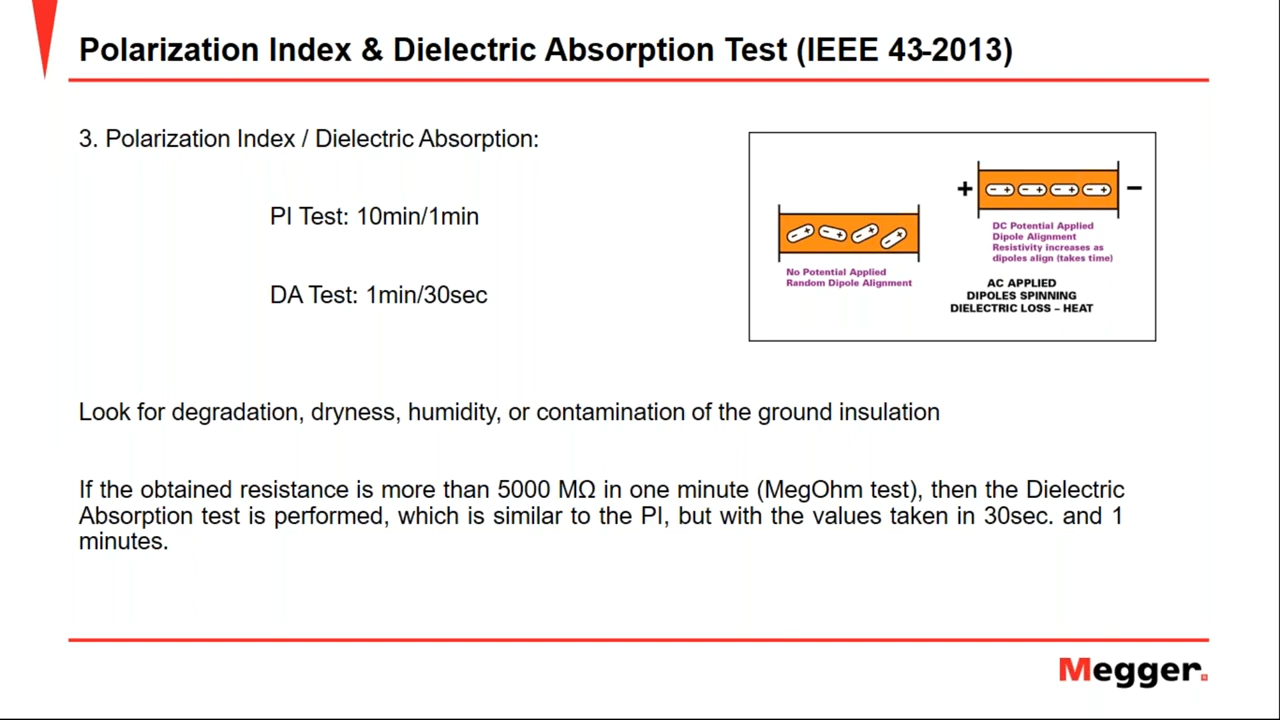 Polarization Index & Dielectric Absorption Test (IEEE 43-2013)
3. Polarization Index / Dielectric Absorption:
PI Test: 10min/1min
DA Test: 1min/30sec
No Potential Applied
Random Dipole Alignment
+ −
DC Potential Applied
Dipole Alignment
Resistivity increases as
dipoles align (takes time)
AC APPLIED
DIPOLES SPINNING
DIELECTRIC LOSS – HEAT
Look for degradation, dryness, humidity, or contamination of the ground insulation
If the obtained resistance is more than 5000 MΩ in one minute (MegOhm test), then the Dielectric
Absorption test is performed, which is similar to the PI, but with the values taken in 30sec. and 1
minutes.
Megger.